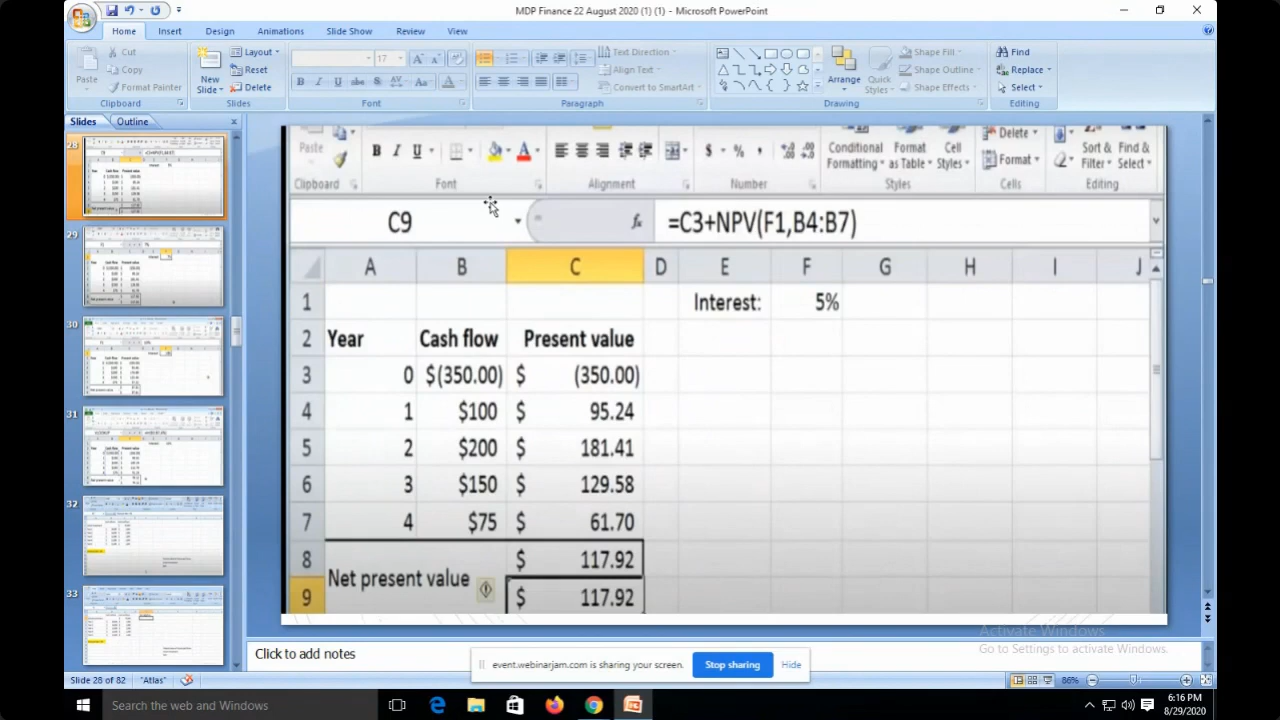 MDP Finance 22 August 2020 (1) (1) - Microsoft PowerPoint
Home Insert Design Animations Slide Show Review View
Paste
Cut
Copy
Format Painter
Clipboard
New Slide
Layout
Reset
Delete
Slides
17
Font
Text Direction
Align Text
Convert to SmartArt
Paragraph
Arrange
Quick Styles
Shape Fill
Shape Outline
Shape Effects
Drawing
Find
Replace
Select
Editing
Slides Outline
28
29
30
31
32
33
Paste
Clipboard
B I U
Font
Alignment
$ % ,
Number
Conditional Formatting
Format as Table
Cell Styles
Styles
Delete
Format
Cells
Sort & Filter
Find & Select
Editing
C9 fx =C3+NPV(F1,B4:B7)
A B C D E F G H I J
1 Interest: 5%
2 Year Cash flow Present value
3 0 $(350.00) $ (350.00)
4 1 $100 $ 95.24
5 2 $200 $ 181.41
6 3 $150 $ 129.58
7 4 $75 $ 61.70
8 $ 117.92
Net present value
9 $ 117.92
Activate Windows
Go to Settings to activate Windows.
Click to add notes
event.webinarjam.com is sharing your screen. Stop sharing Hide
Slide 28 of 82 "Atlas" 86%
Search the web and Windows
6:16 PM
8/29/2020